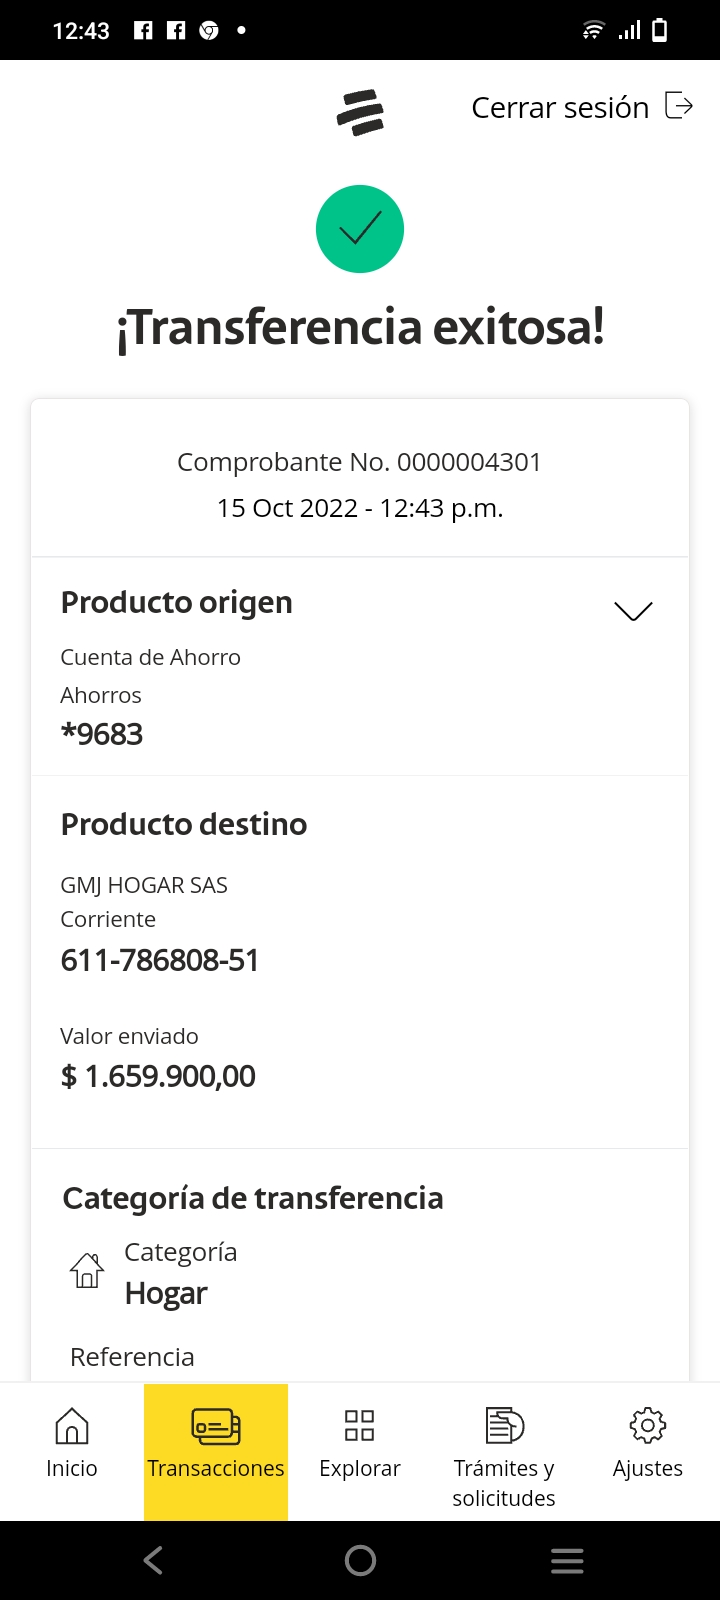 12:43
Cerrar sesión
¡Transferencia exitosa!
Comprobante No. 0000004301
15 Oct 2022 - 12:43 p.m.
Producto origen
Cuenta de Ahorro
Ahorros
*9683
Producto destino
GMJ HOGAR SAS
Corriente
611-786808-51
Valor enviado
$ 1.659.900,00
Categoría de transferencia
Categoría
Hogar
Referencia
Inicio
Transacciones
Explorar
Trámites y
solicitudes
Ajustes